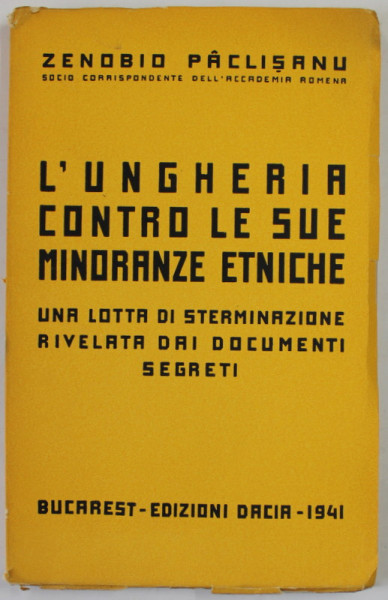 ZENOBIO PÂCLIŞANU
SOCIO CORRISPONDENTE DELL'ACCADEMIA ROMENA
L'UNGHERIA
CONTRO LE SUE
MINORANZE ETNICHE
UNA LOTTA DI STERMINAZIONE
RIVELATA DAI DOCUMENTI
SEGRETI
BUCAREST-EDIZIONI DACIA-1941